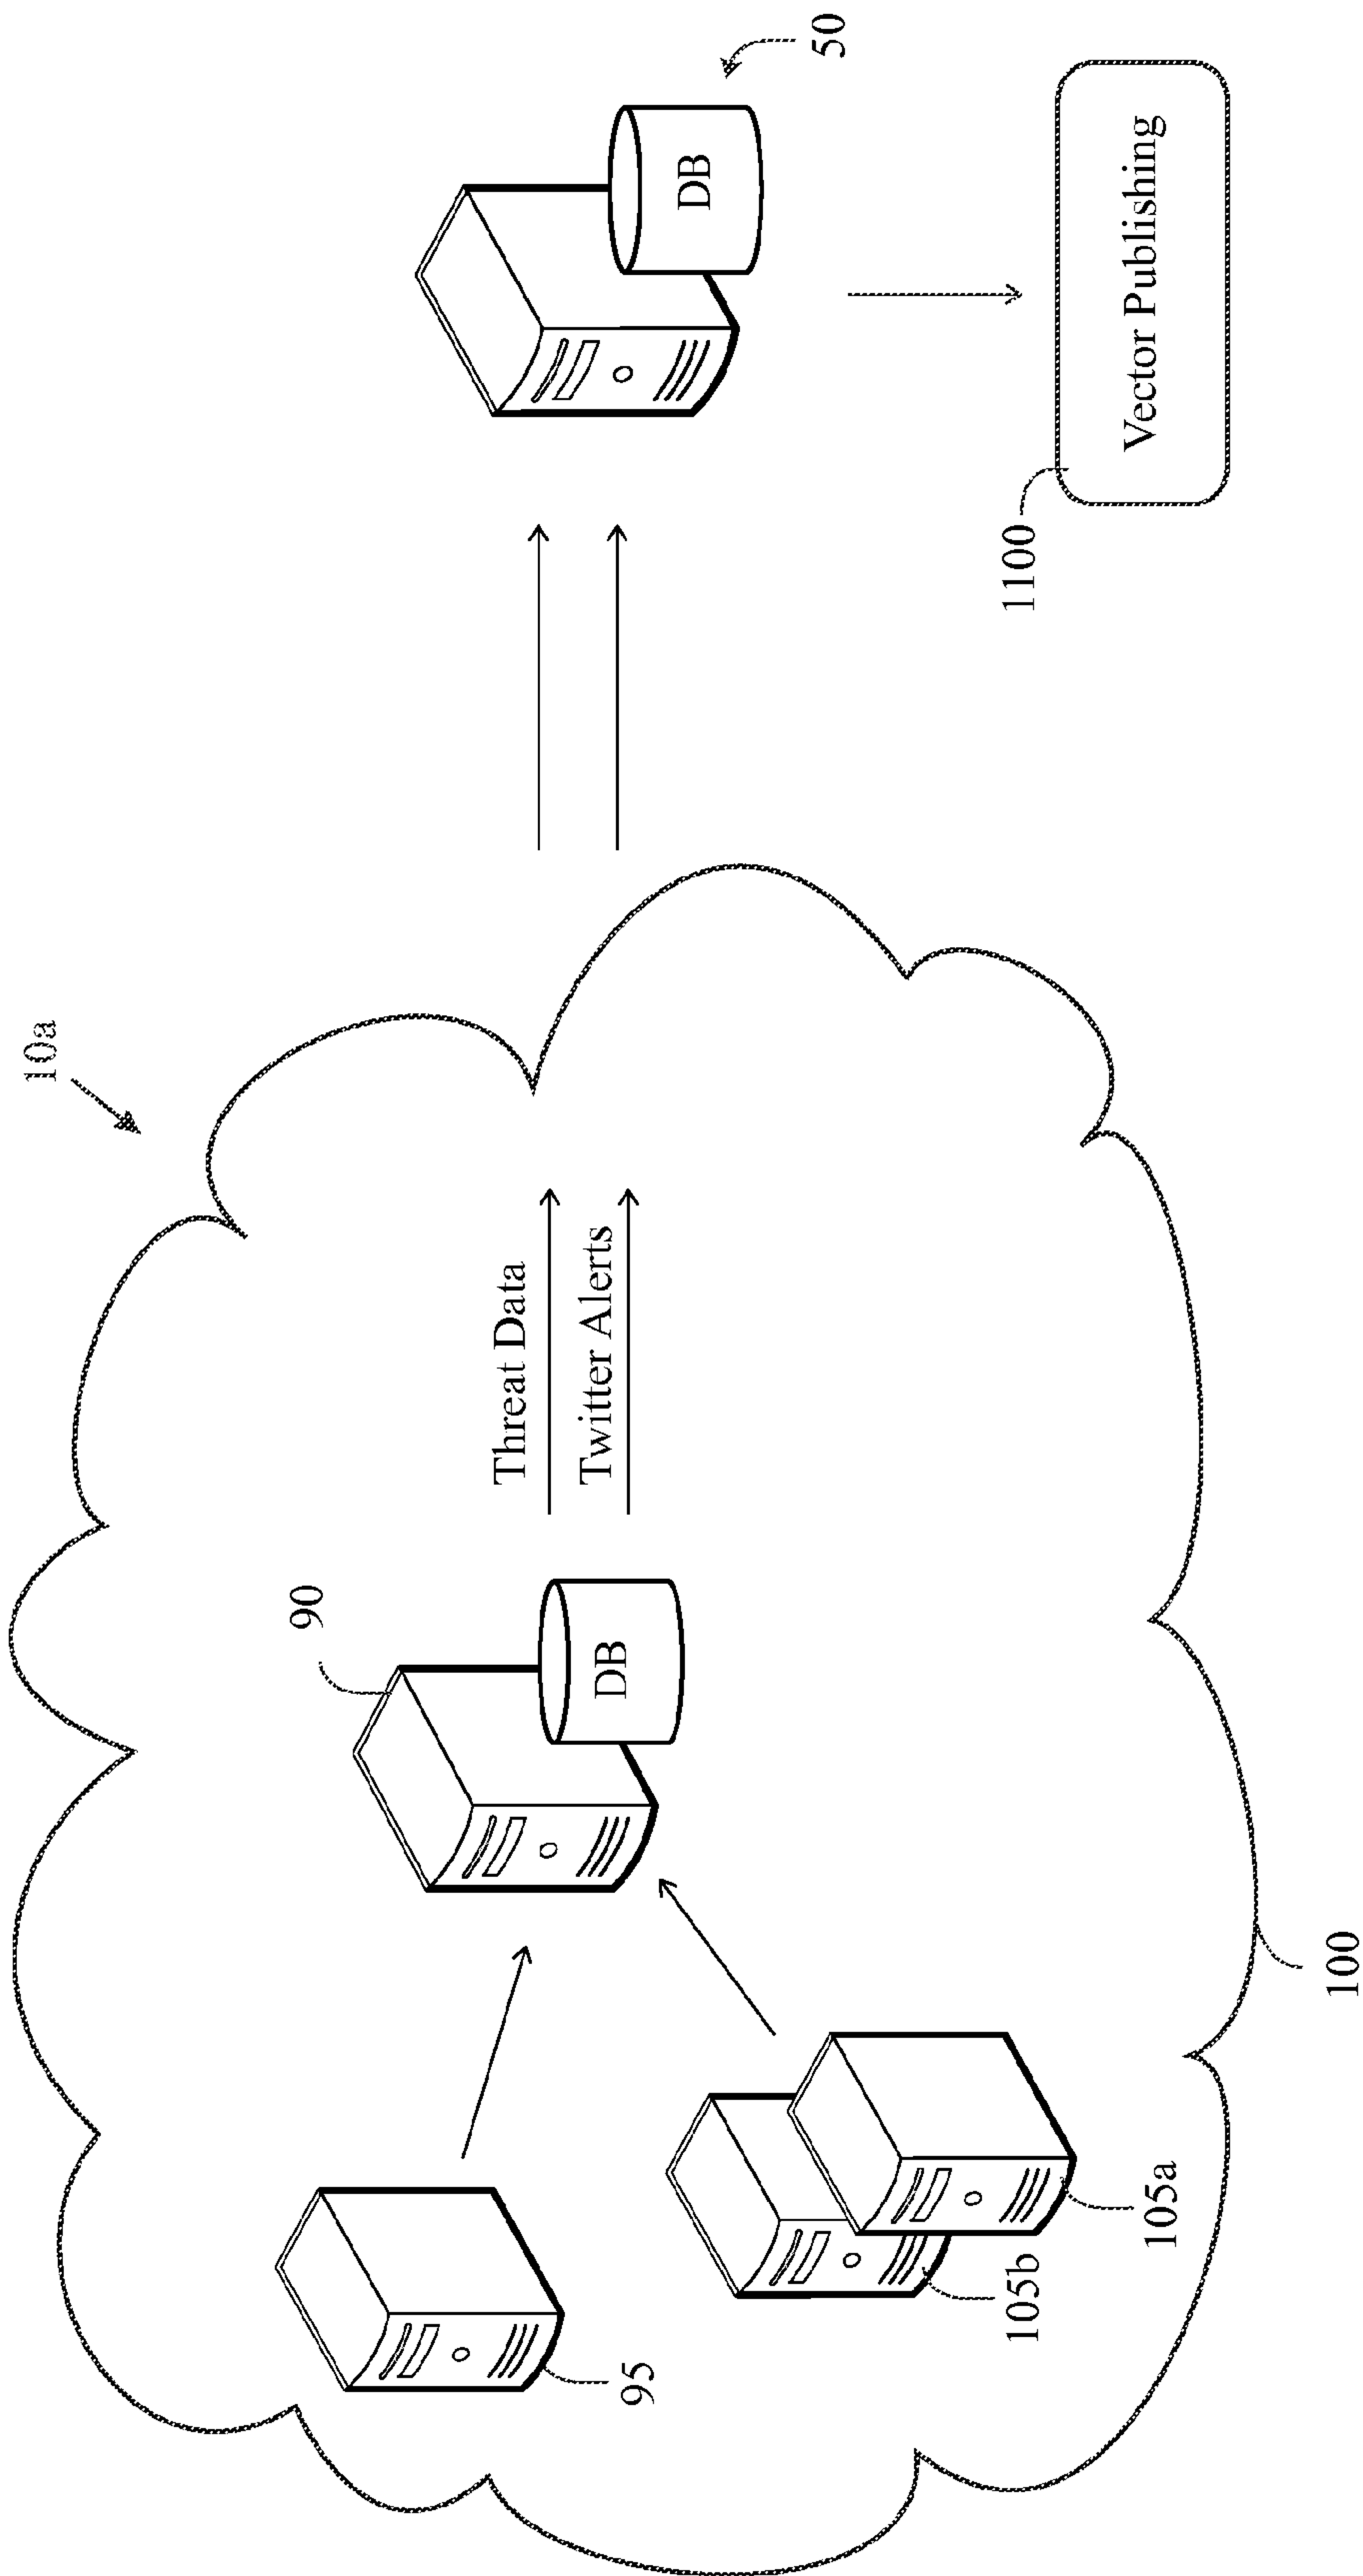 10a
50
90
DB
DB
Threat Data
Twitter Alerts
95
105b
105a
100
1100
Vector Publishing